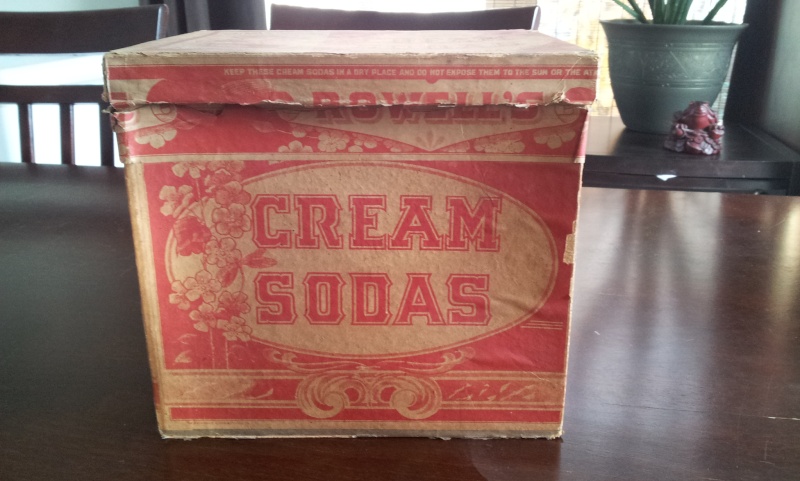 KEEP THESE CREAM SODAS IN A DRY PLACE AND DO NOT EXPOSE THEM TO THE SUN OR THE AIR
ROWELL'S
CREAM
SODAS